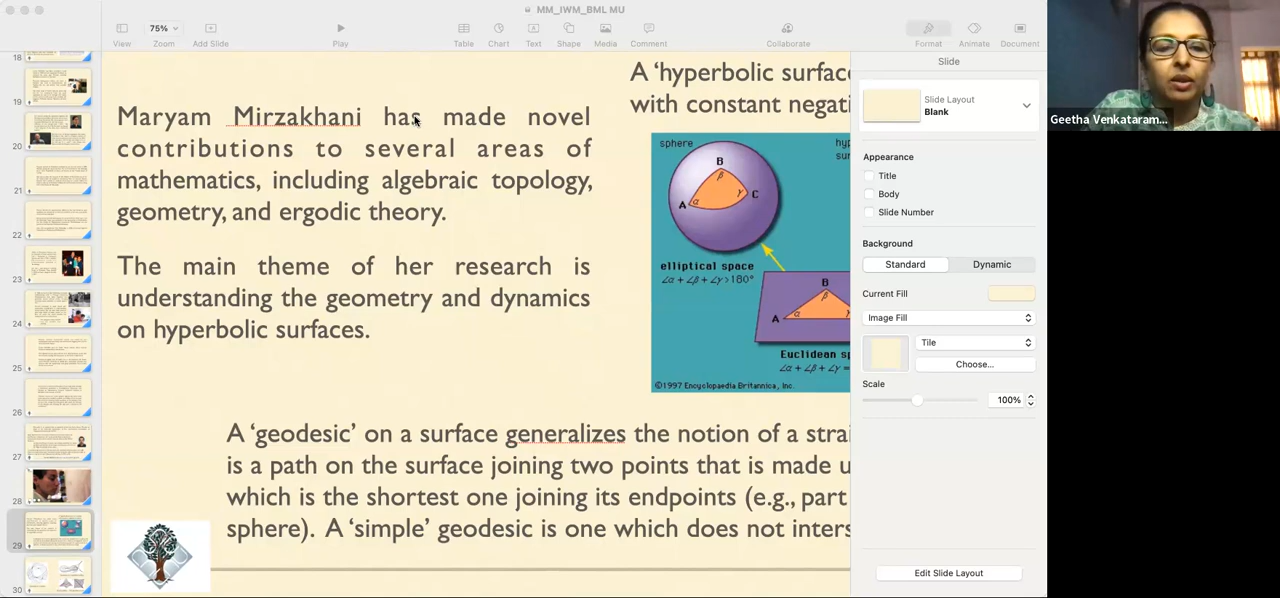 MM_IWM_BML MU
75%
View
Zoom
Add Slide
Play
Table
Chart
Text
Shape
Media
Comment
Collaborate
Format
Animate
Document
18
19
20
21
22
23
24
25
26
27
28
29
30
Maryam Mirzakhani has made novel
contributions to several areas of
mathematics, including algebraic topology,
geometry, and ergodic theory.
The main theme of her research is
understanding the geometry and dynamics
on hyperbolic surfaces.
A ‘hyperbolic surfac
with constant negati
sphere
hy
su
B
β
A
α
γ
C
elliptical space
∠α + ∠β + ∠γ > 180°
B
β
A
α
Euclidean sp
∠α + ∠β + ∠γ =
©1997 Encyclopaedia Britannica, Inc.
A ‘geodesic’ on a surface generalizes the notion of a strai
is a path on the surface joining two points that is made u
which is the shortest one joining its endpoints (e.g., part
sphere). A ‘simple’ geodesic is one which does not inters
Slide
Slide Layout
Blank
Appearance
Title
Body
Slide Number
Background
Standard
Dynamic
Current Fill
Image Fill
Tile
Choose...
Scale
100%
Edit Slide Layout
Geetha Venkataram...